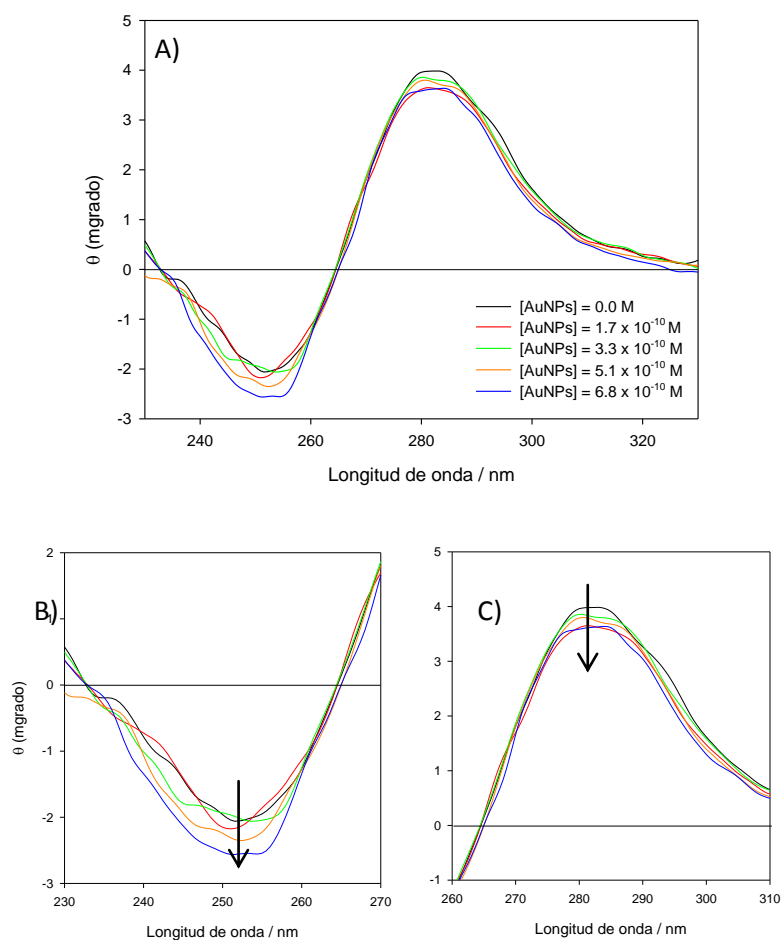 A)
θ (mgrado)
5
4
3
2
1
0
-1
-2
-3
[AuNPs] = 0.0 M
[AuNPs] = 1.7 x 10⁻¹⁰ M
[AuNPs] = 3.3 x 10⁻¹⁰ M
[AuNPs] = 5.1 x 10⁻¹⁰ M
[AuNPs] = 6.8 x 10⁻¹⁰ M
240 260 280 300 320
Longitud de onda / nm
B)
θ (mgrado)
2
1
0
-1
-2
-3
230 240 250 260 270
Longitud de onda / nm
C)
5
4
3
2
1
0
-1
260 270 280 290 300 310
Longitud de onda / nm